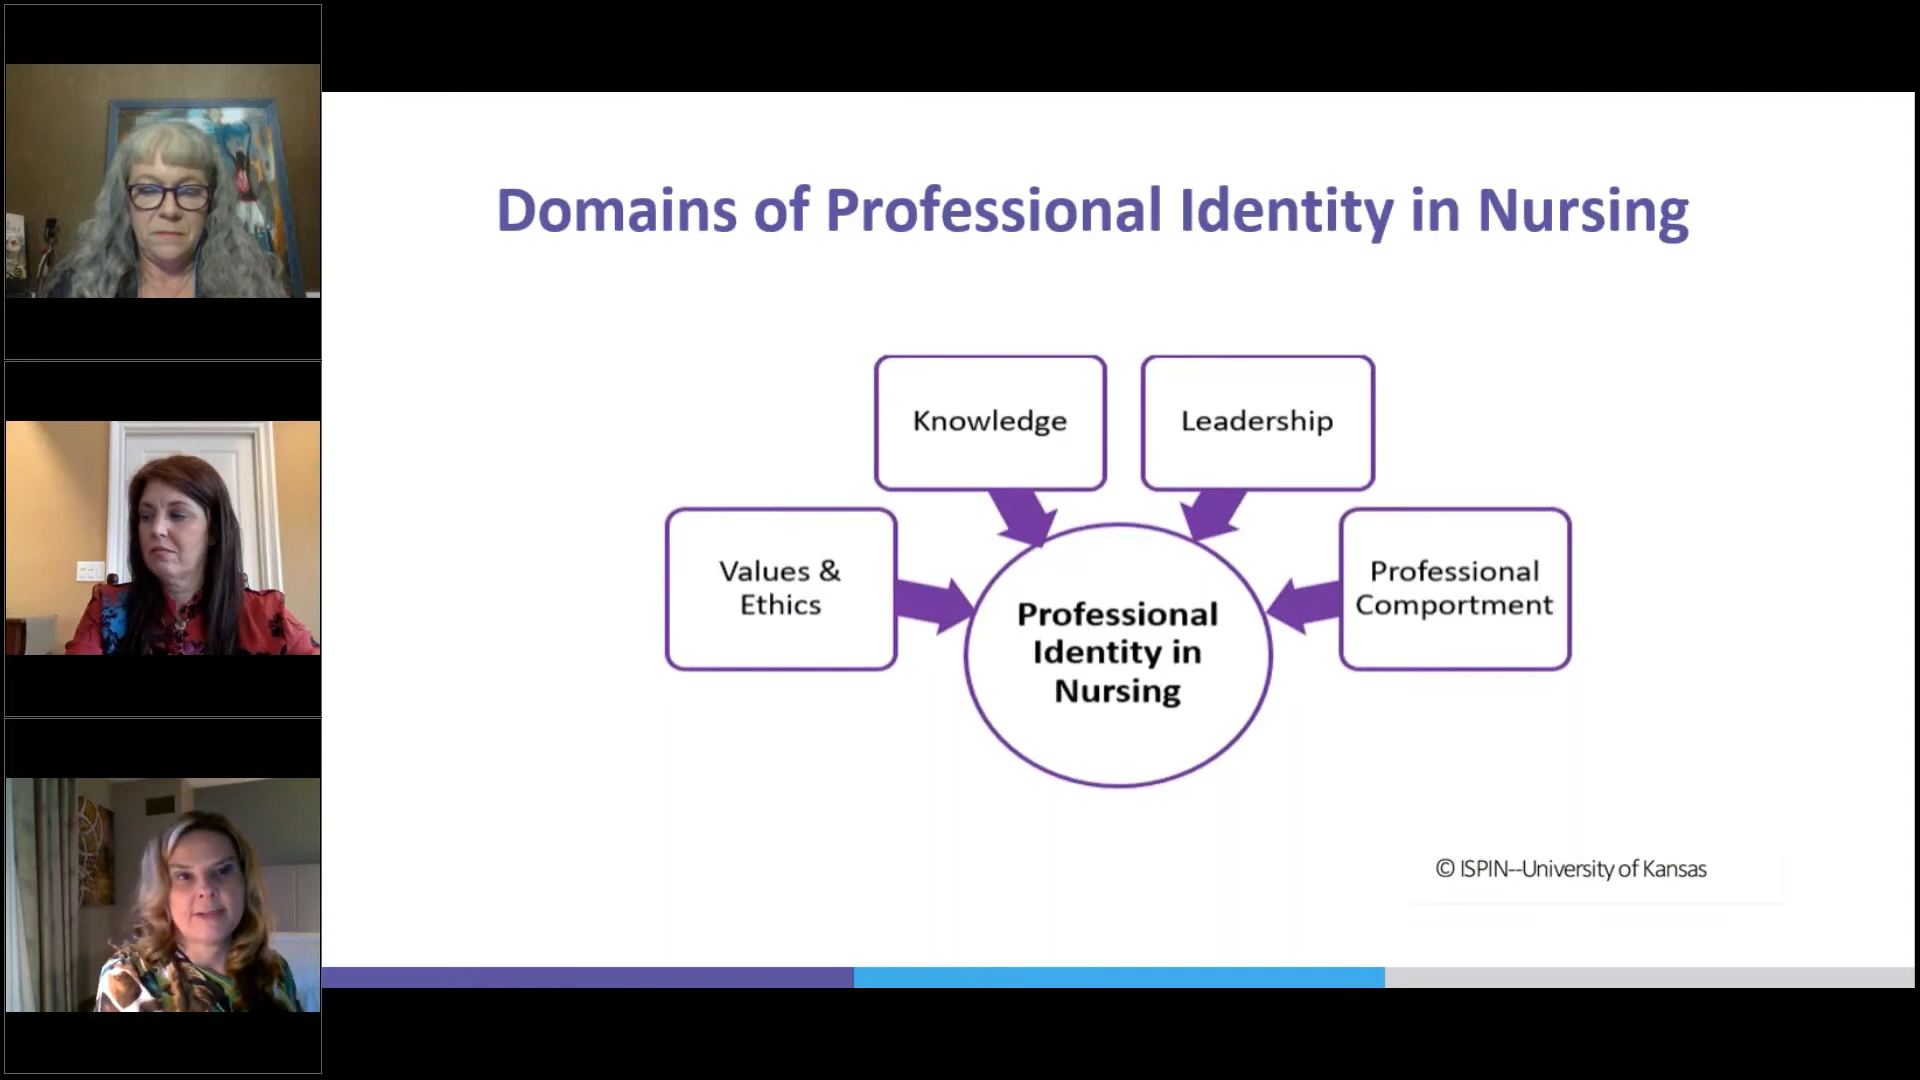 Domains of Professional Identity in Nursing
Knowledge
Leadership
Values &
Ethics
Professional
Comportment
Professional
Identity in
Nursing
© ISPIN--University of Kansas